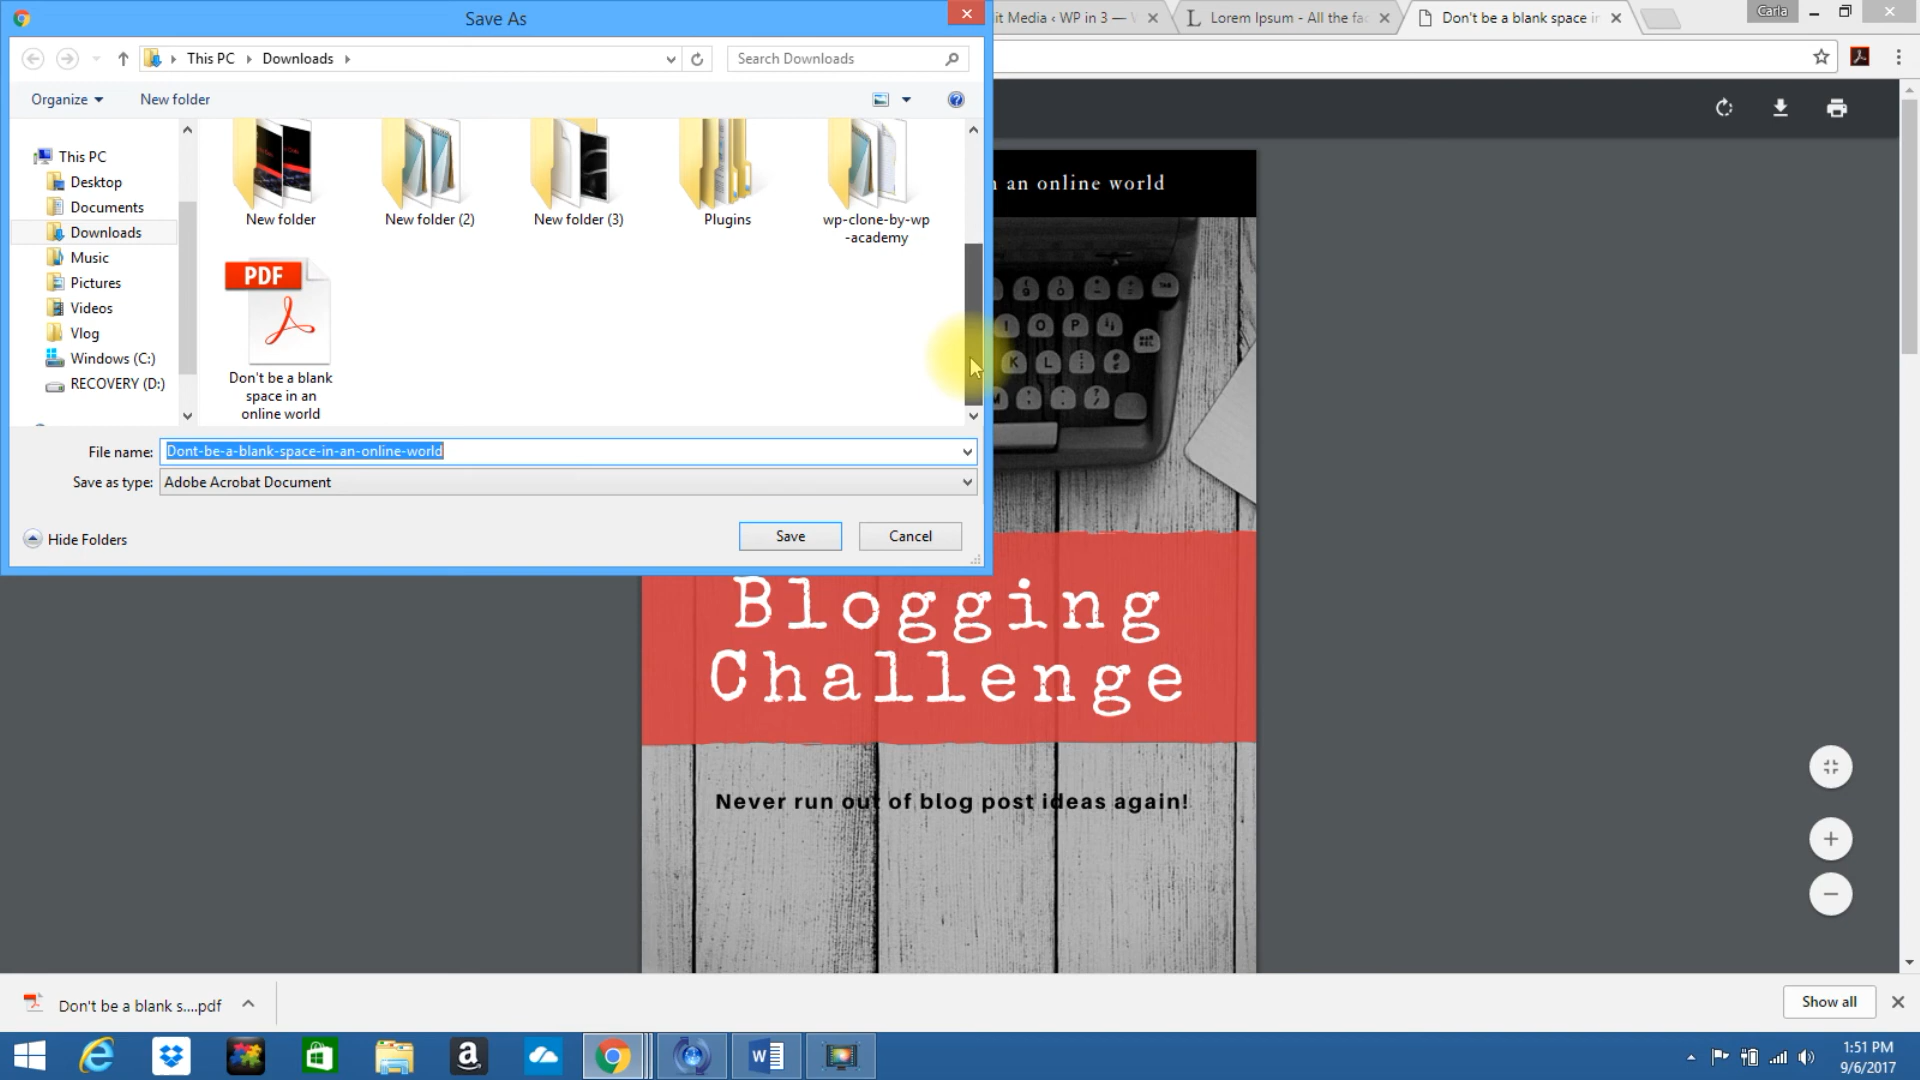 Save As
it Media ‹ WP in 3 —
Lorem Ipsum - All the fac
Don't be a blank space in
Carla
This PC
Downloads
Search Downloads
Organize
New folder
This PC
Desktop
Documents
Downloads
Music
Pictures
Videos
Vlog
Windows (C:)
RECOVERY (D:)
New folder
New folder (2)
New folder (3)
Plugins
wp-clone-by-wp
-academy
PDF
Don't be a blank
space in an
online world
File name:
Dont-be-a-blank-space-in-an-online-world
Save as type:
Adobe Acrobat Document
Hide Folders
Save
Cancel
an online world
TAB
I O P
K L
Blogging
Challenge
Never run out of blog post ideas again!
Don't be a blank s....pdf
Show all
1:51 PM
9/6/2017